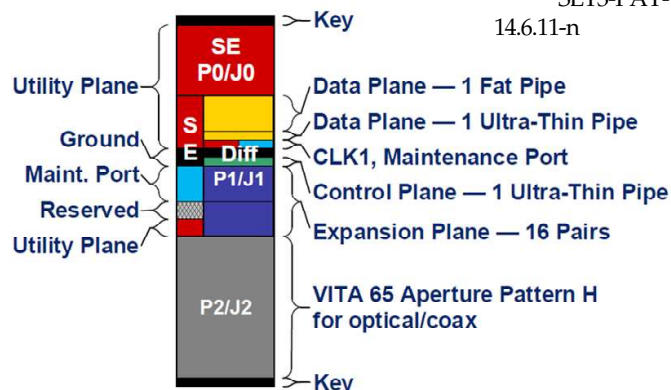 SLT3-PAY-
14.6.11-n
Key
SE
P0/J0
Utility Plane
Data Plane — 1 Fat Pipe
S
E
Data Plane — 1 Ultra-Thin Pipe
Ground
Diff
CLK1, Maintenance Port
Maint. Port
P1/J1
Control Plane — 1 Ultra-Thin Pipe
Reserved
Expansion Plane — 16 Pairs
Utility Plane
P2/J2
VITA 65 Aperture Pattern H
for optical/coax
Key